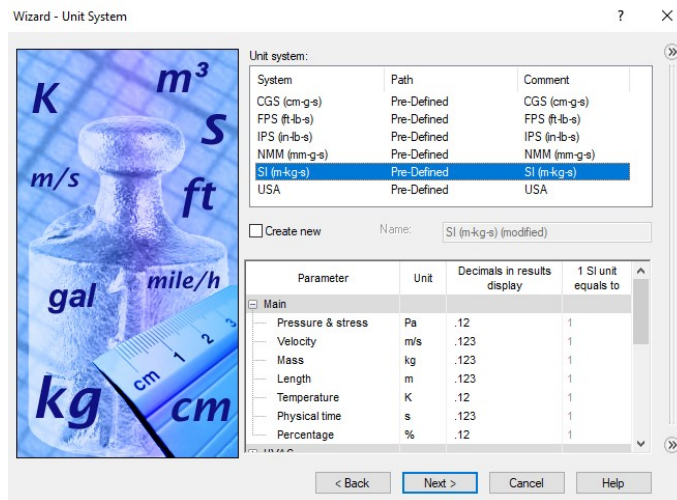 Wizard - Unit System
?
K
m³
S
m/s
ft
gal
mile/h
1 2 3
cm
kg
cm
Unit system:
System Path Comment
CGS (cm-g-s) Pre-Defined CGS (cm-g-s)
FPS (ft-lb-s) Pre-Defined FPS (ft-lb-s)
IPS (in-lb-s) Pre-Defined IPS (in-lb-s)
NMM (mm-g-s) Pre-Defined NMM (mm-g-s)
SI (m-kg-s) Pre-Defined SI (m-kg-s)
USA Pre-Defined USA
Create new Name: SI (m-kg-s) (modified)
Parameter Unit Decimals in results display 1 SI unit equals to
Main
Pressure & stress Pa .12 1
Velocity m/s .123 1
Mass kg .123 1
Length m .123 1
Temperature K .12 1
Physical time s .123 1
Percentage % .12 1
< Back Next > Cancel Help